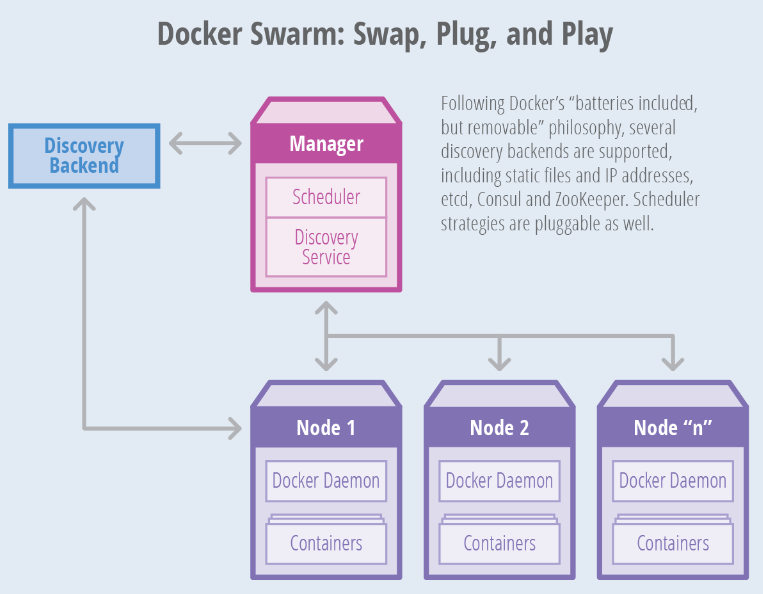 Docker Swarm: Swap, Plug, and Play
Discovery
Backend
Manager
Scheduler
Discovery
Service
Following Docker’s “batteries included,
but removable” philosophy, several
discovery backends are supported,
including static files and IP addresses,
etcd, Consul and ZooKeeper. Scheduler
strategies are pluggable as well.
Node 1
Docker Daemon
Containers
Node 2
Docker Daemon
Containers
Node “n”
Docker Daemon
Containers